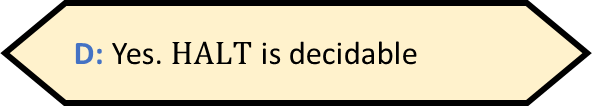 D: Yes. HALT is decidable